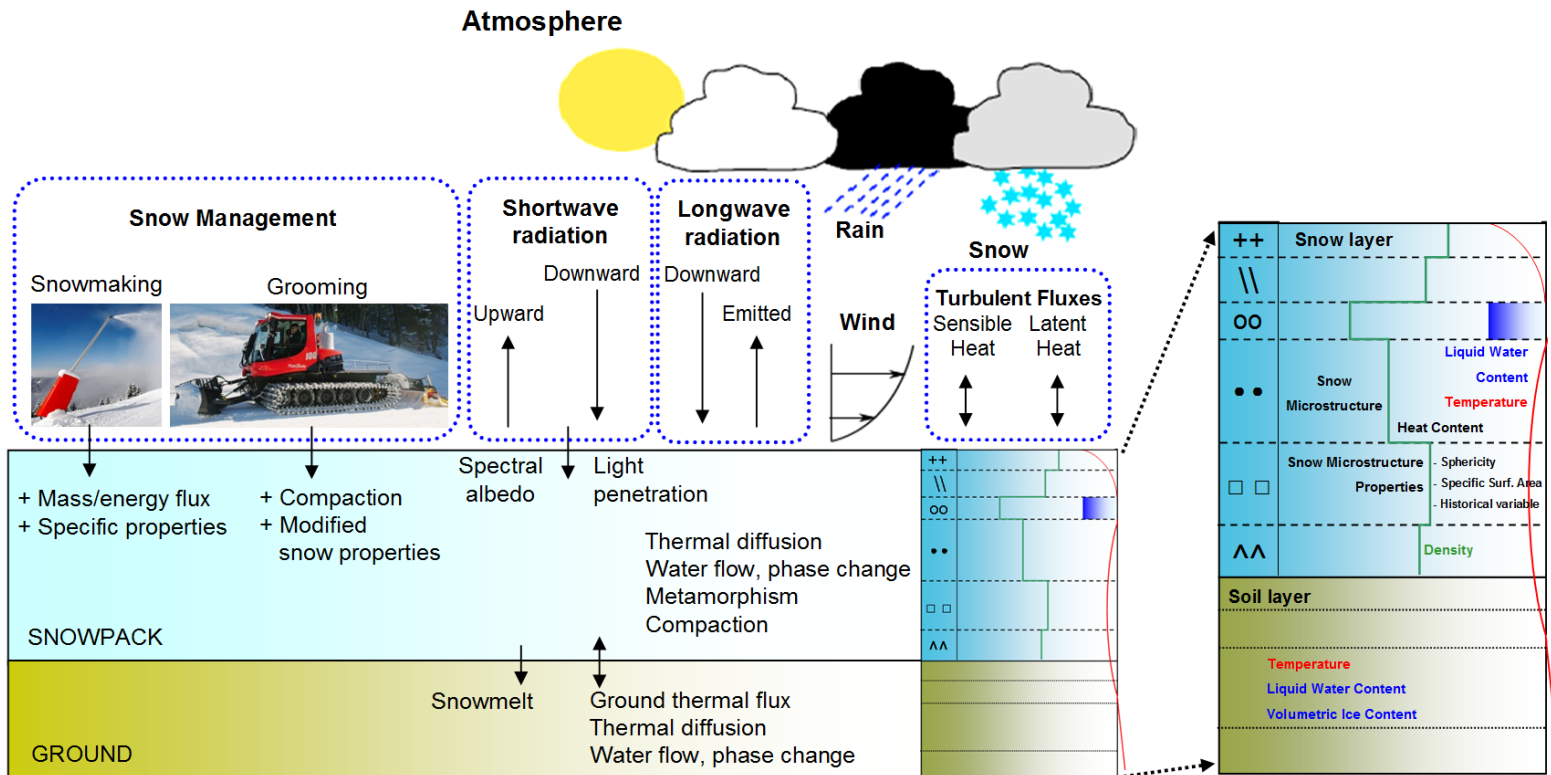 Atmosphere
Snow Management
Snowmaking
Grooming
Shortwave
radiation
Downward
Upward
Longwave
radiation
Downward
Emitted
Rain
Snow
Wind
Turbulent Fluxes
Sensible
Heat
Latent
Heat
+ Mass/energy flux
+ Specific properties
+ Compaction
+ Modified
snow properties
Spectral
albedo
Light
penetration
Thermal diffusion
Water flow, phase change
Metamorphism
Compaction
SNOWPACK
Snowmelt
Ground thermal flux
Thermal diffusion
Water flow, phase change
GROUND
++
\\
oo
••
□ □
^^
++
\\
oo
••
□ □
^^
Snow layer
Liquid Water
Content
Temperature
Snow
Microstructure
Heat Content
Snow Microstructure
Properties
- Sphericity
- Specific Surf. Area
- Historical variable
Density
Soil layer
Temperature
Liquid Water Content
Volumetric Ice Content